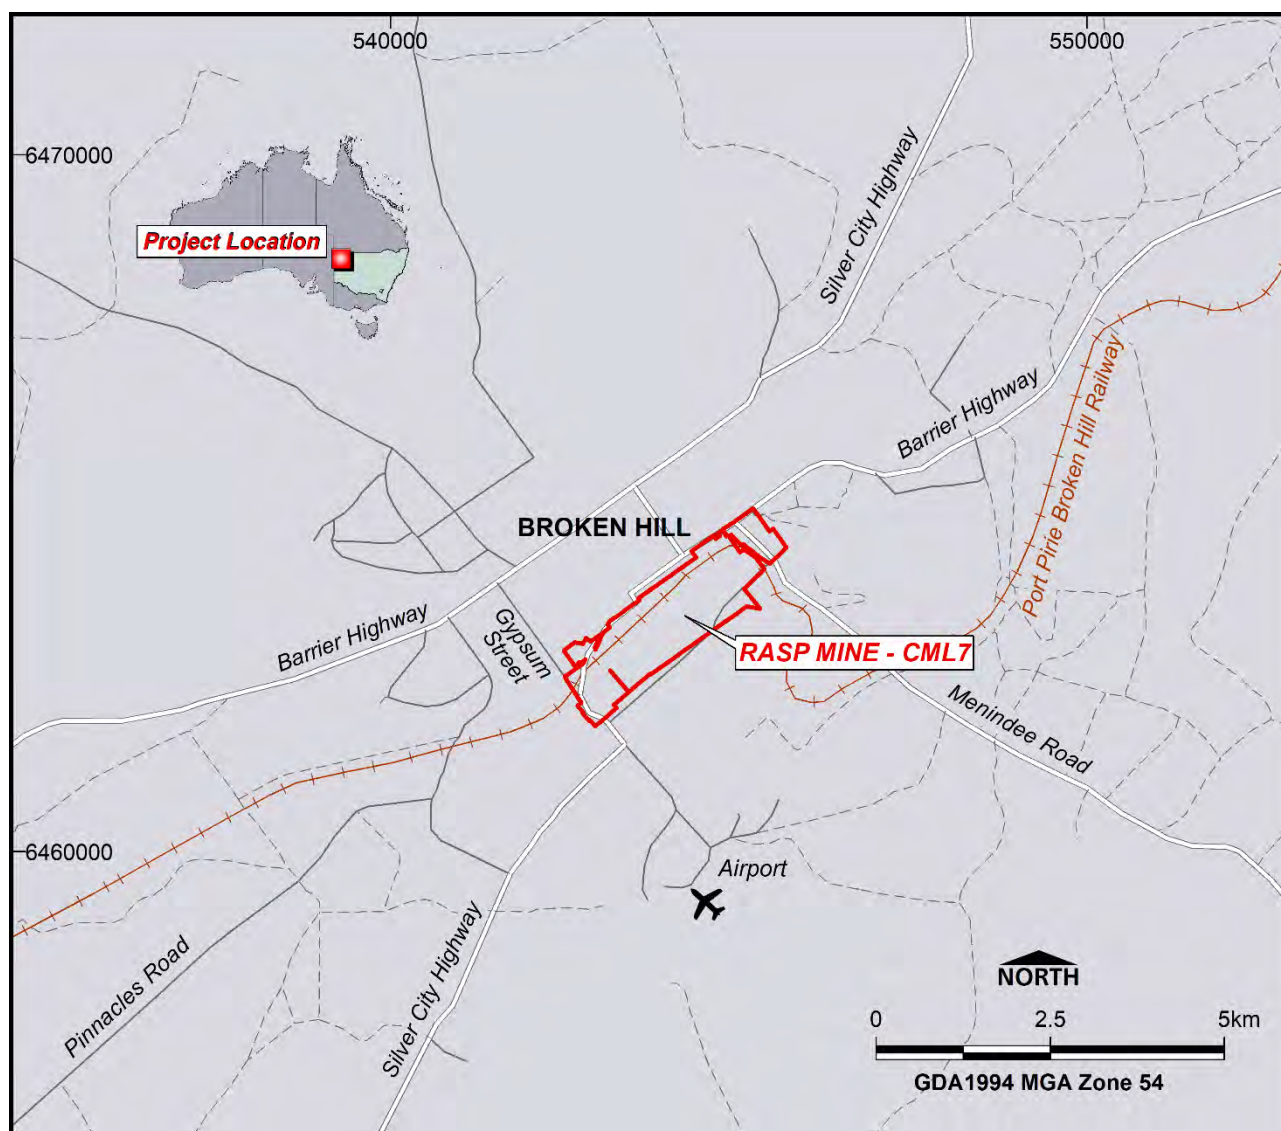 540000
550000
6470000
Silver City Highway
Project Location
Port Pirie Broken Hill Railway
Barrier Highway
BROKEN HILL
Gypsum
Street
Barrier Highway
RASP MINE - CML7
Menindee Road
6460000
Airport
Pinnacles Road
Silver City Highway
NORTH
0 2.5 5km
GDA1994 MGA Zone 54